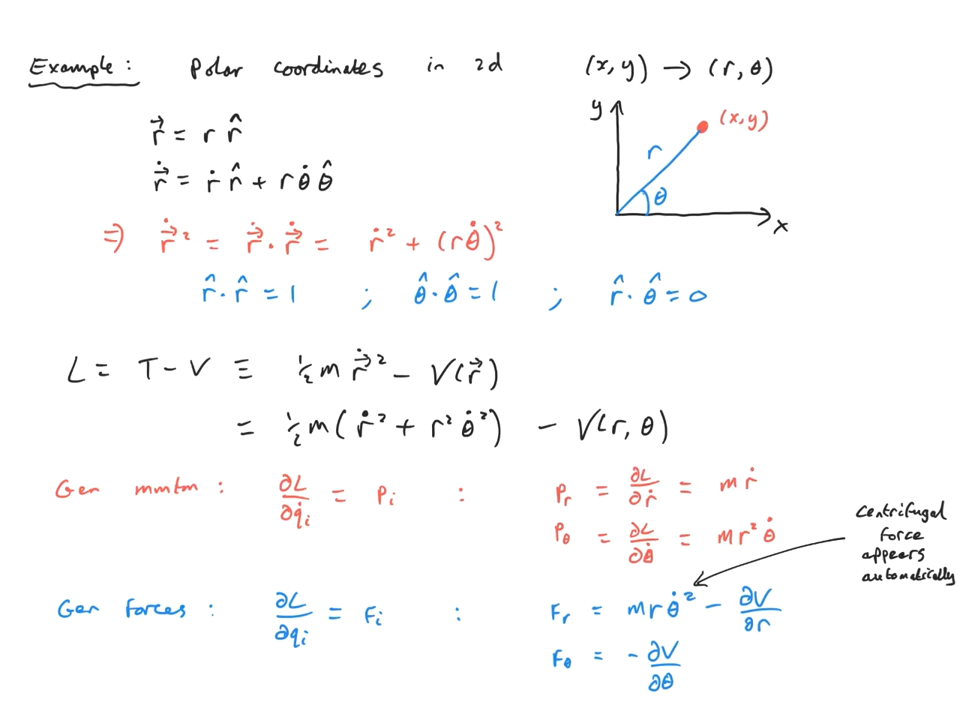 Example: Polar coordinates in 2d (x, y) → (r, θ)
y
(x,y)
r
θ
x
r⃗ = r r̂
r⃗̇ = ṙ r̂ + r θ̇ θ̂
⇒ r⃗̇ ² = r⃗̇ · r⃗̇ = ṙ² + (rθ̇)²
r̂ · r̂ = 1 ; θ̂ · θ̂ = 1 ; r̂ · θ̂ = 0
L = T - V ≡ ½ m r⃗̇ ² - V(r⃗)
= ½ m (ṙ² + r² θ̇²) - V(r, θ)
Gen mmtm : ∂L/∂q̇ᵢ = Pᵢ : P_r = ∂L/∂ṙ = m ṙ
P_θ = ∂L/∂θ̇ = m r² θ̇
Centrifugal
force
appears
automatically
Gen forces : ∂L/∂qᵢ = Fᵢ : F_r = m r θ̇² - ∂V/∂r
F_θ = - ∂V/∂θ